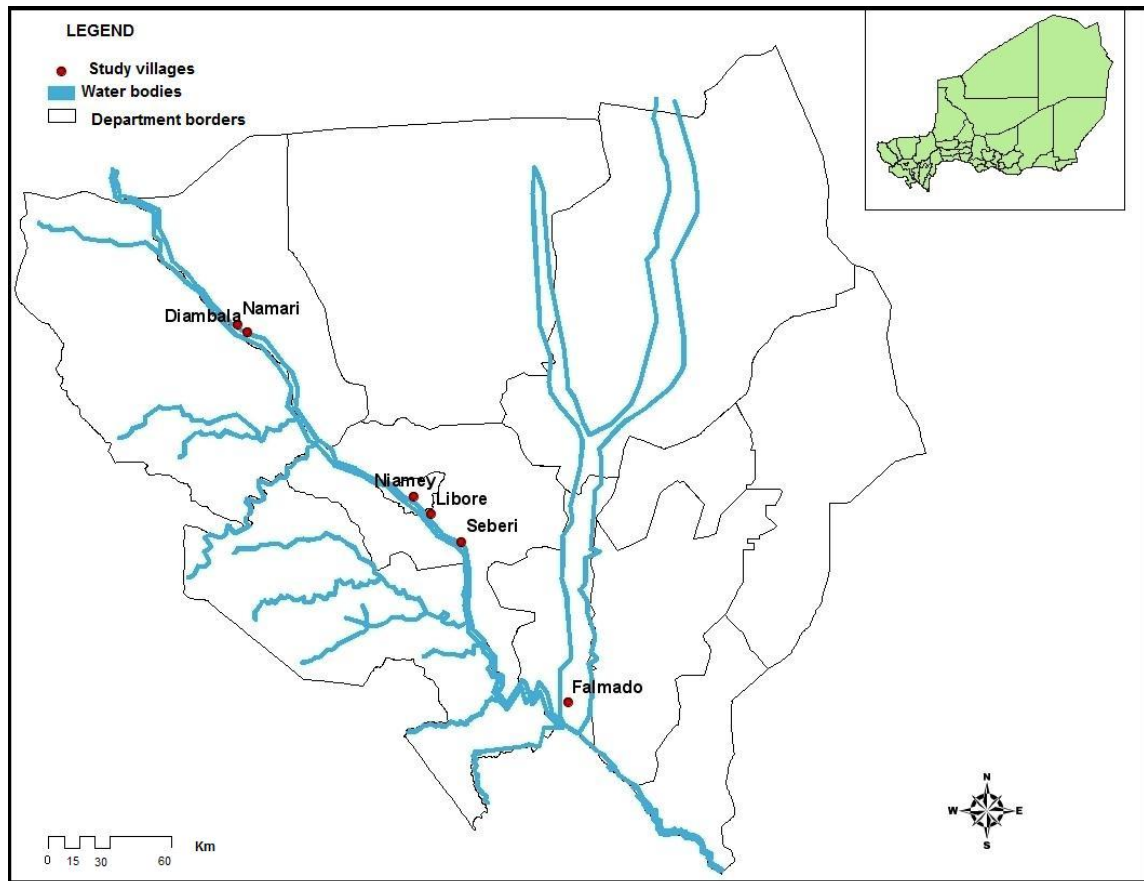 LEGEND
Study villages
Water bodies
Department borders
Namari
Diambala
Niamey
Libore
Seberi
Falmado
N
W E
S
Km
0 15 30 60